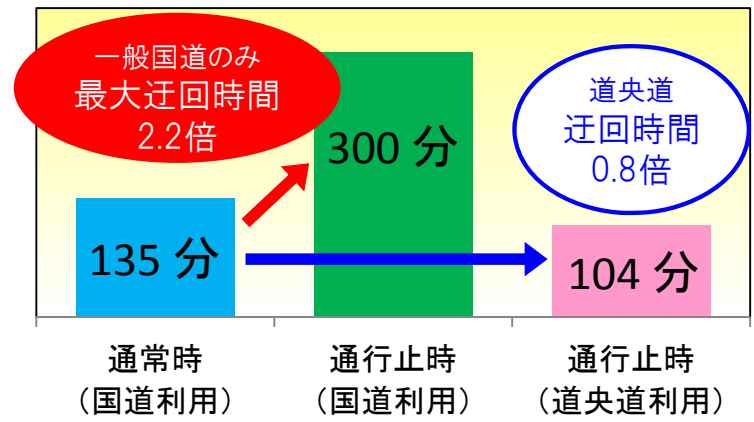 一般国道のみ
最大迂回時間
2.2倍
道央道
迂回時間
0.8倍
135 分
300 分
104 分
通常時
（国道利用）
通行止時
（国道利用）
通行止時
（道央道利用）